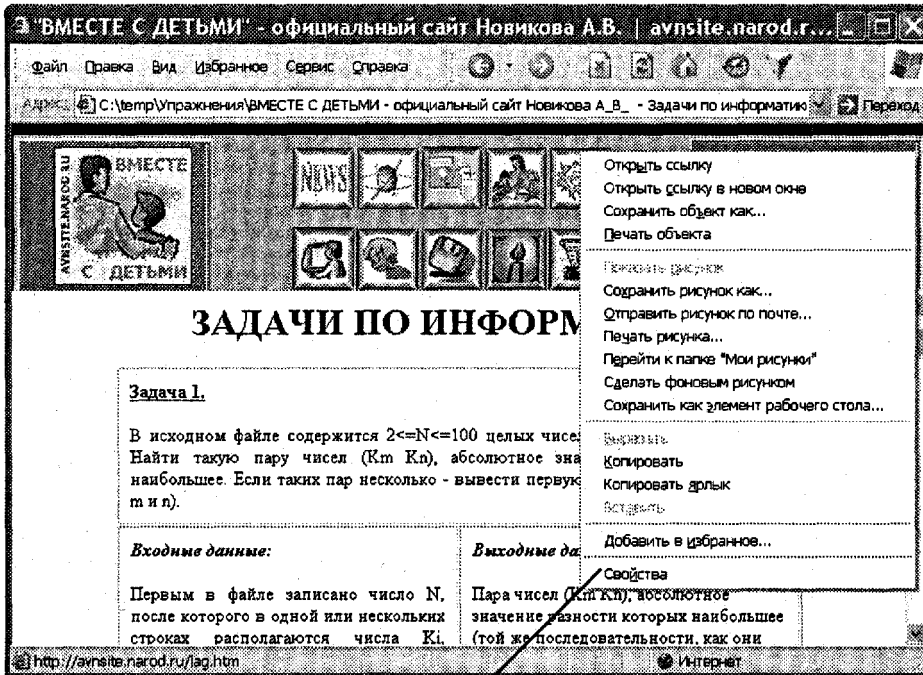 "ВМЕСТЕ С ДЕТЬМИ" - официальный сайт Новикова А.В. | avnsite.narod.r...
Файл Правка Вид Избранное Сервис Справка
Адрес: C:\temp\Упражнения\ВМЕСТЕ С ДЕТЬМИ - официальный сайт Новикова А_В_ - Задачи по информатик Переход
AVNSITE.NAROD.RU
ВМЕСТЕ
С ДЕТЬМИ
NEWS
ЗАДАЧИ ПО ИНФОРМ
Задача 1.
В исходном файле содержится 2<=N<=100 целых чисел
Найти такую пару чисел (Km Kn), абсолютное зна
наибольшее. Если таких пар несколько - вывести первую
m и n).
Входные данные:
Первым в файле записано число N,
после которого в одной или нескольких
строках располагаются числа Ki,
Выходные да
Пара чисел (Km Kn), абсолютное
значение разности которых наибольшее
(той же последовательности, как они
Открыть ссылку
Открыть ссылку в новом окне
Сохранить объект как...
Печать объекта
Показать рисунок
Сохранить рисунок как...
Отправить рисунок по почте...
Печать рисунка...
Перейти к папке "Мои рисунки"
Сделать фоновым рисунком
Сохранить как элемент рабочего стола...
Вырезать
Копировать
Копировать ярлык
Вставить
Добавить в избранное...
Свойства
http://avnsite.narod.ru/lag.htm Интернет